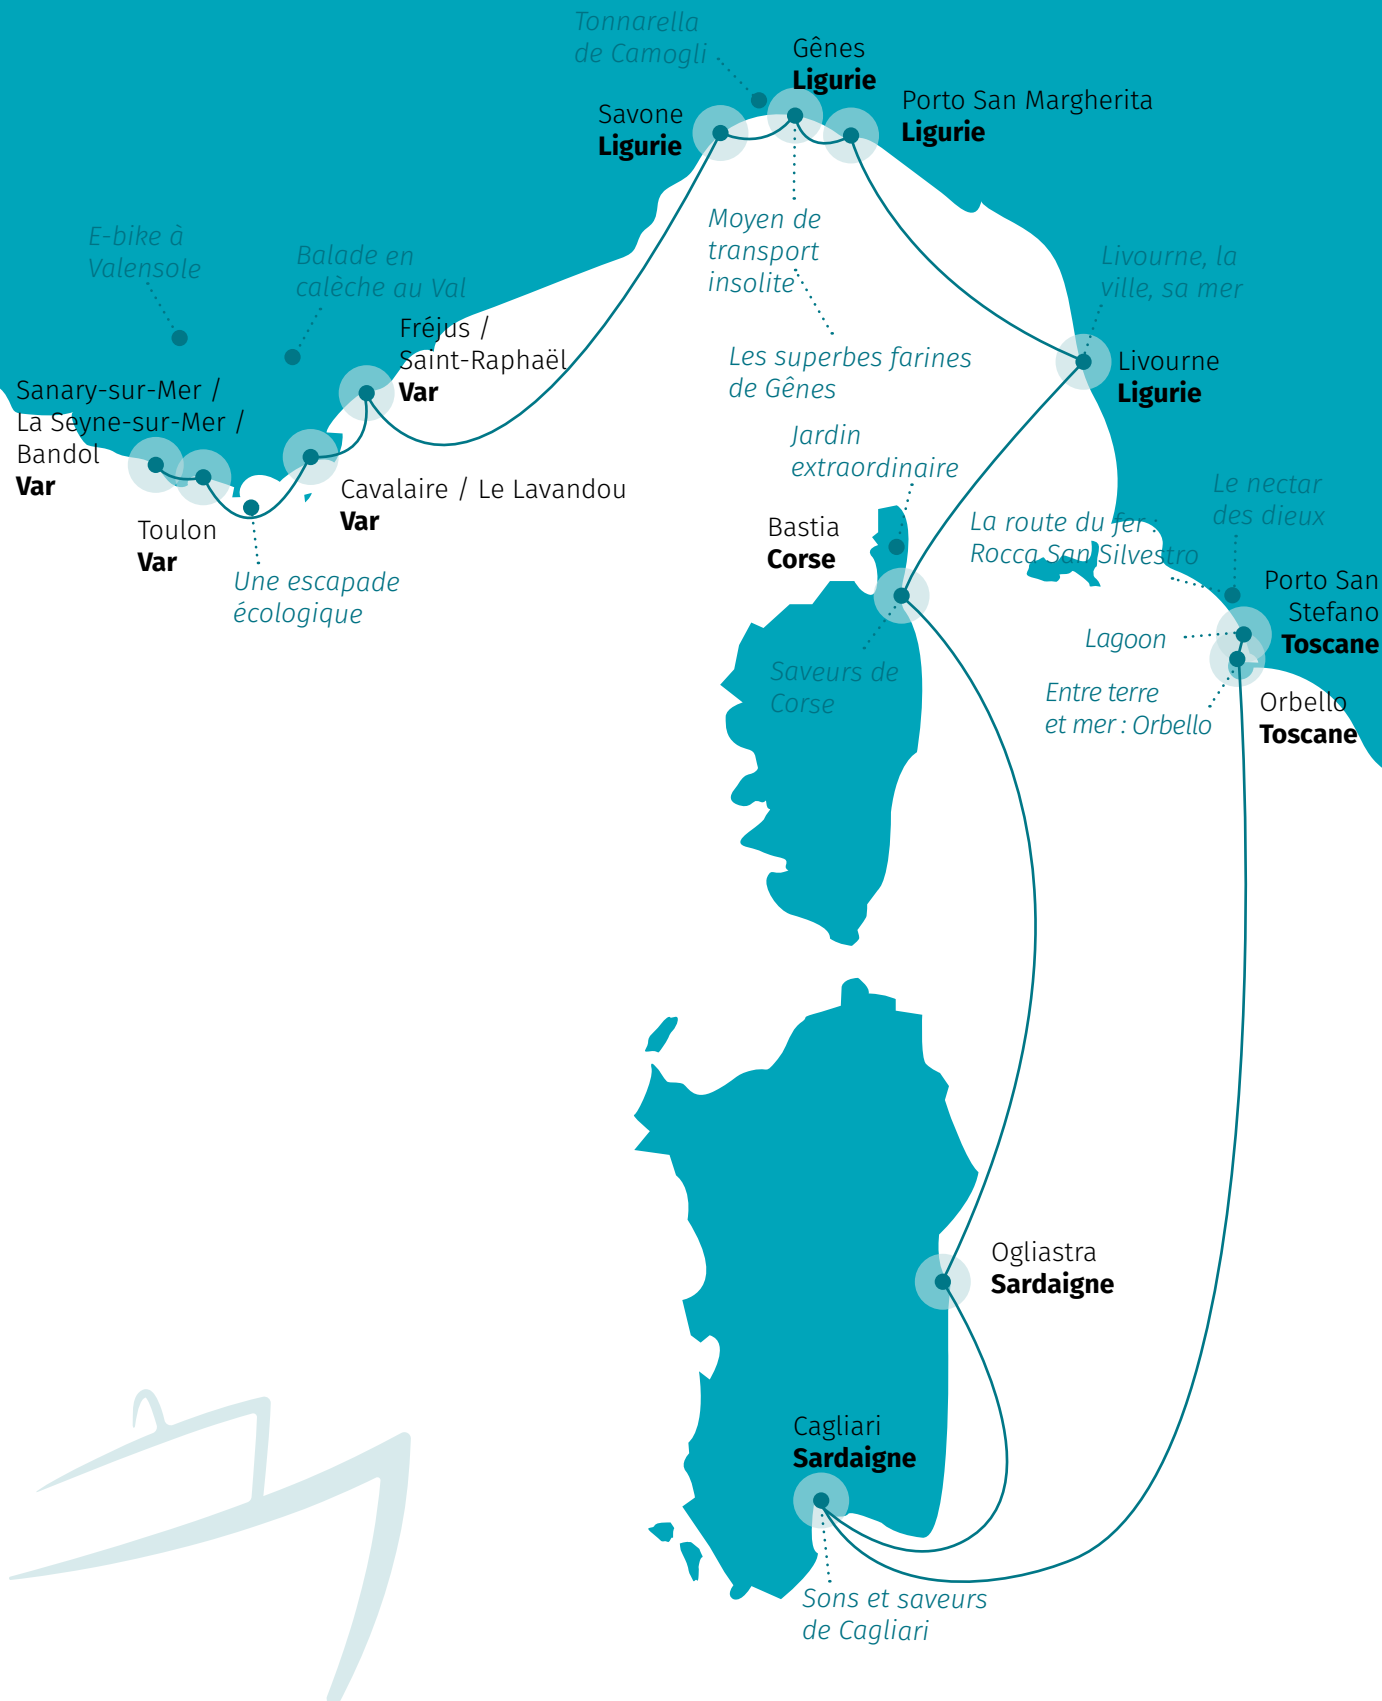 Tonnarella
de Camogli
Gênes
Ligurie
Savone
Ligurie
Porto San Margherita
Ligurie
Moyen de
transport
insolite
E-bike à
Valensole
Balade en
calèche au Val
Livourne, la
ville, sa mer
Fréjus /
Saint-Raphaël
Var
Les superbes farines
de Gênes
Livourne
Ligurie
Sanary-sur-Mer /
La Seyne-sur-Mer /
Bandol
Var
Jardin
extraordinaire
Cavalaire / Le Lavandou
Var
Le nectar
des dieux
Toulon
Var
Bastia
Corse
La route du fer :
Rocca San Silvestro
Une escapade
écologique
Porto San
Stefano
Toscane
Lagoon
Saveurs de
Corse
Entre terre
et mer : Orbello
Orbello
Toscane
Ogliastra
Sardaigne
Cagliari
Sardaigne
Sons et saveurs
de Cagliari